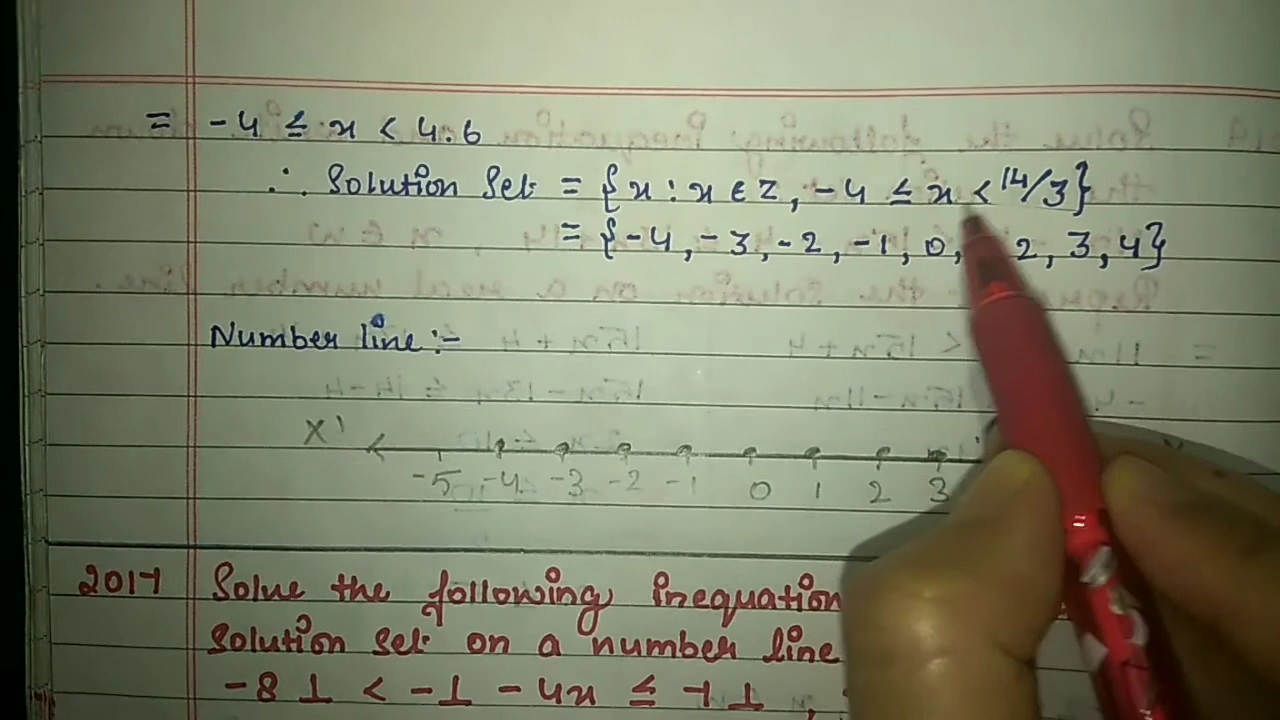 = -4 ≤ x < 4.6
∴ Solution Set = {x : x ∈ Z, -4 ≤ x < 14/3}
= {-4, -3, -2, -1, 0, 2, 3, 4}
Number line :-
X'
-5 -4 -3 -2 -1 0 1 2 3
2017 Solve the following inequation
solution set on a number line